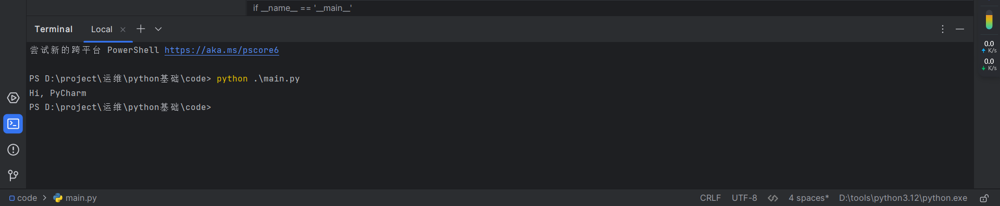 if __name__ == '__main__'
Terminal Local
尝试新的跨平台 PowerShell https://aka.ms/pscore6
PS D:\project\运维\python基础\code> python .\main.py
Hi, PyCharm
PS D:\project\运维\python基础\code>
0.0
K/s
0.0
K/s
code > main.py CRLF UTF-8 4 spaces* D:\tools\python3.12\python.exe